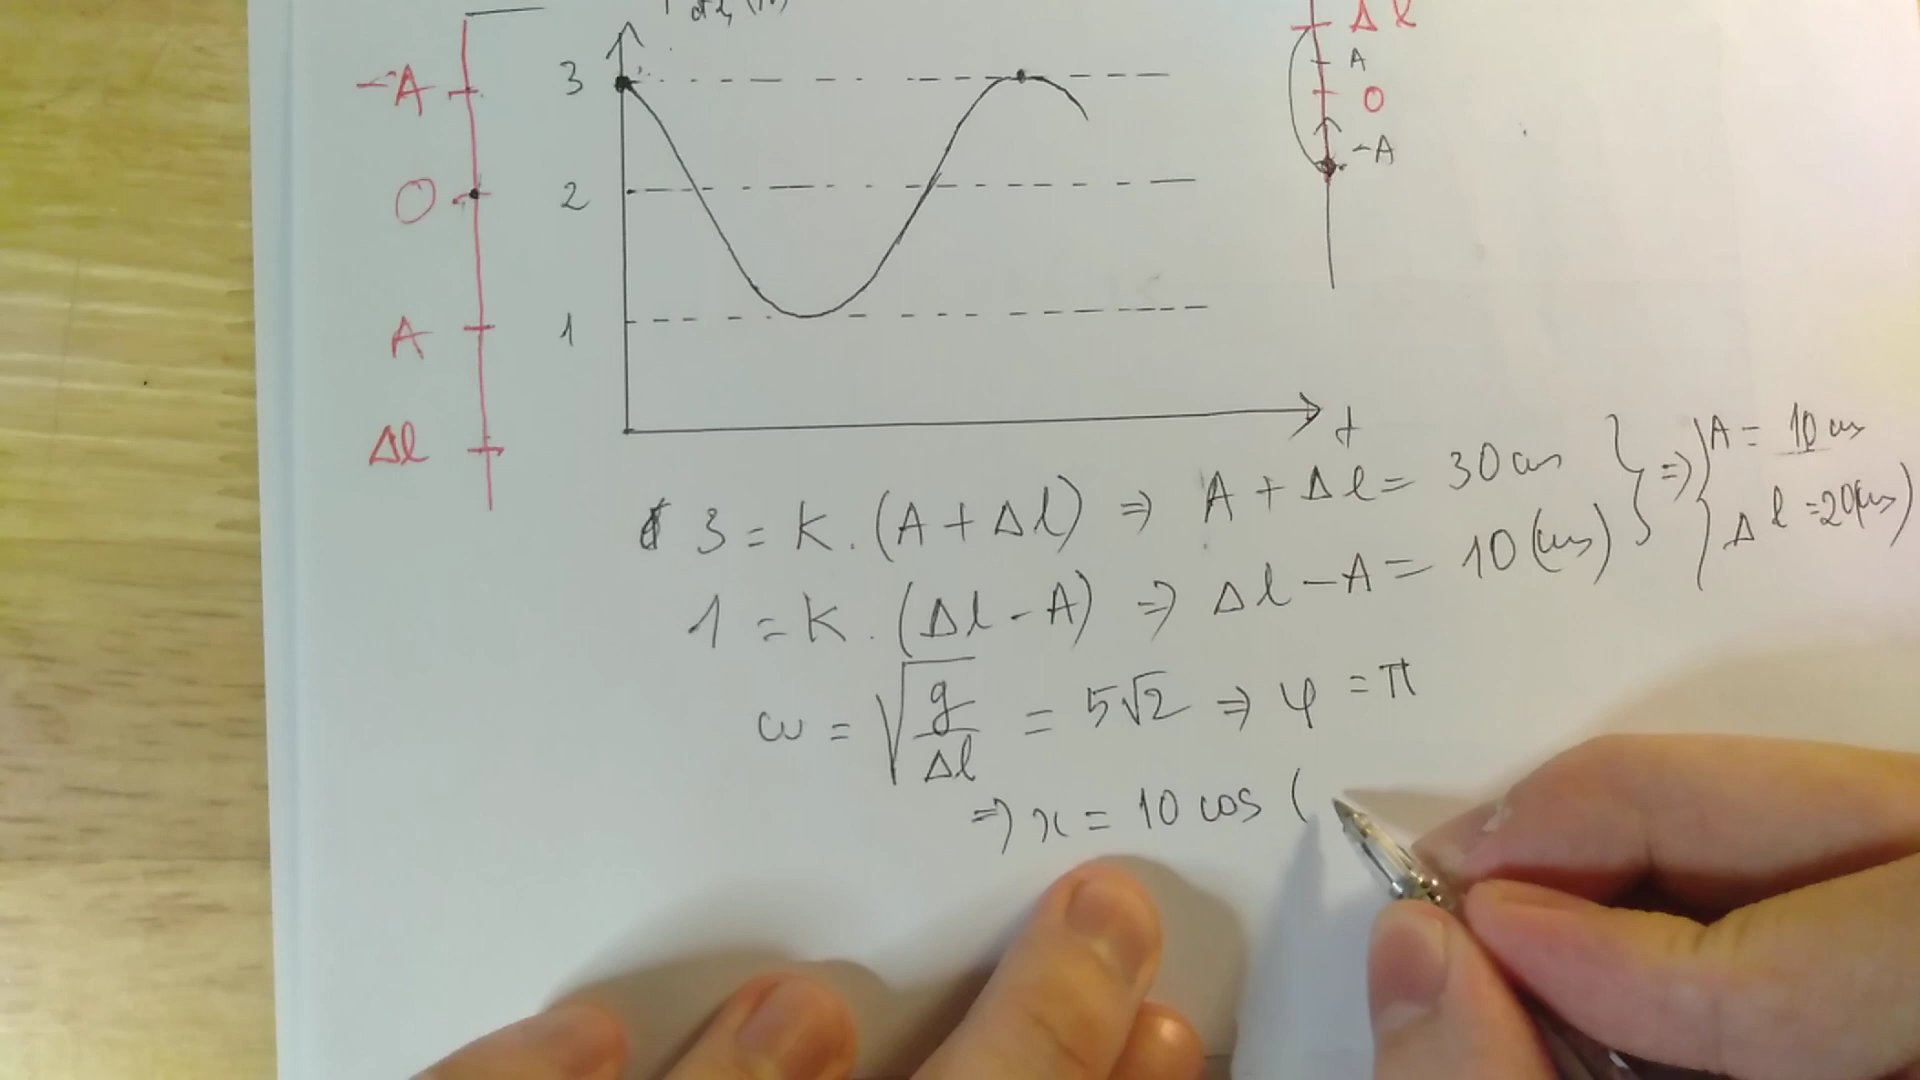 3
2
1
t
-A
O
A
Δl
Δl
A
O
-A
3 = K . (A + Δl) ⇒ A + Δl = 30 cm } ⇒ { A = 10 cm
1 = K . (Δl - A) ⇒ Δl - A = 10 (cm) } Δl = 20(cm)
ω = √(g/Δl) = 5√2 ⇒ φ = π
⇒ x = 10 cos (